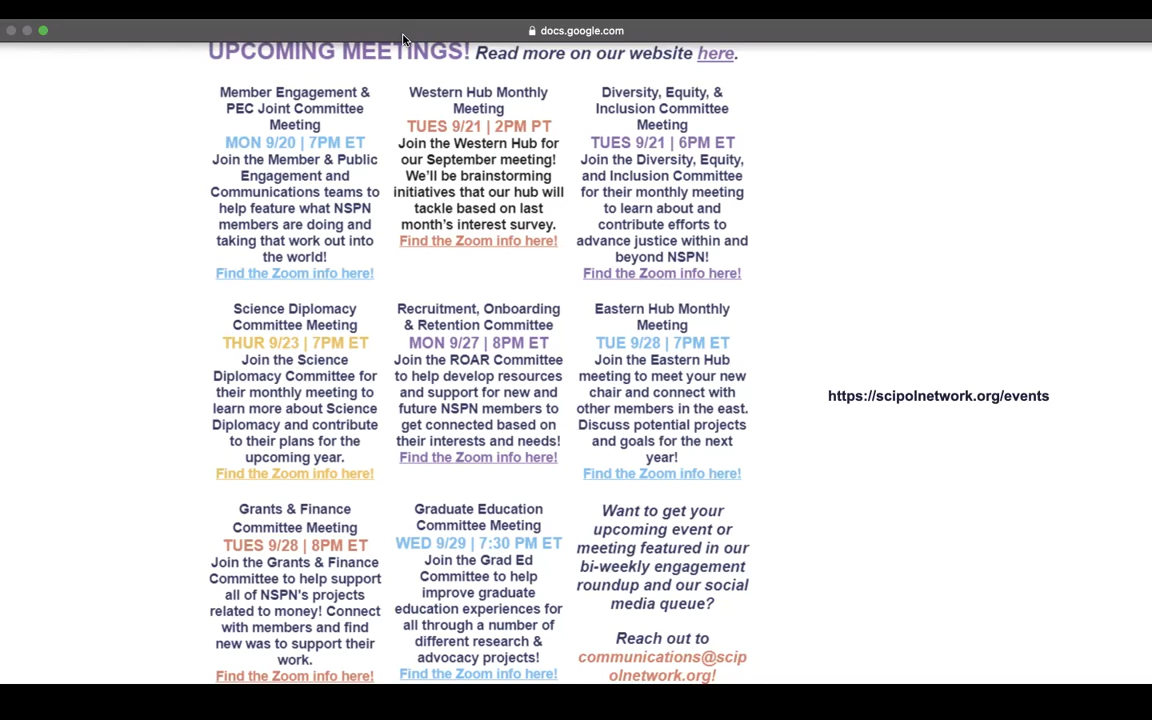 docs.google.com
UPCOMING MEETINGS! Read more on our website here.
Member Engagement &
PEC Joint Committee
Meeting
MON 9/20 | 7PM ET
Join the Member & Public
Engagement and
Communications teams to
help feature what NSPN
members are doing and
taking that work out into
the world!
Find the Zoom info here!
Western Hub Monthly
Meeting
TUES 9/21 | 2PM PT
Join the Western Hub for
our September meeting!
We'll be brainstorming
initiatives that our hub will
tackle based on last
month's interest survey.
Find the Zoom info here!
Diversity, Equity, &
Inclusion Committee
Meeting
TUES 9/21 | 6PM ET
Join the Diversity, Equity,
and Inclusion Committee
for their monthly meeting
to learn about and
contribute efforts to
advance justice within and
beyond NSPN!
Find the Zoom info here!
Science Diplomacy
Committee Meeting
THUR 9/23 | 7PM ET
Join the Science
Diplomacy Committee for
their monthly meeting to
learn more about Science
Diplomacy and contribute
to their plans for the
upcoming year.
Find the Zoom info here!
Recruitment, Onboarding
& Retention Committee
MON 9/27 | 8PM ET
Join the ROAR Committee
to help develop resources
and support for new and
future NSPN members to
get connected based on
their interests and needs!
Find the Zoom info here!
Eastern Hub Monthly
Meeting
TUE 9/28 | 7PM ET
Join the Eastern Hub
meeting to meet your new
chair and connect with
other members in the east.
Discuss potential projects
and goals for the next
year!
Find the Zoom info here!
https://scipolnetwork.org/events
Grants & Finance
Committee Meeting
TUES 9/28 | 8PM ET
Join the Grants & Finance
Committee to help support
all of NSPN's projects
related to money! Connect
with members and find
new was to support their
work.
Find the Zoom info here!
Graduate Education
Committee Meeting
WED 9/29 | 7:30 PM ET
Join the Grad Ed
Committee to help
improve graduate
education experiences for
all through a number of
different research &
advocacy projects!
Find the Zoom info here!
Want to get your
upcoming event or
meeting featured in our
bi-weekly engagement
roundup and our social
media queue?
Reach out to
communications@scip
olnetwork.org!